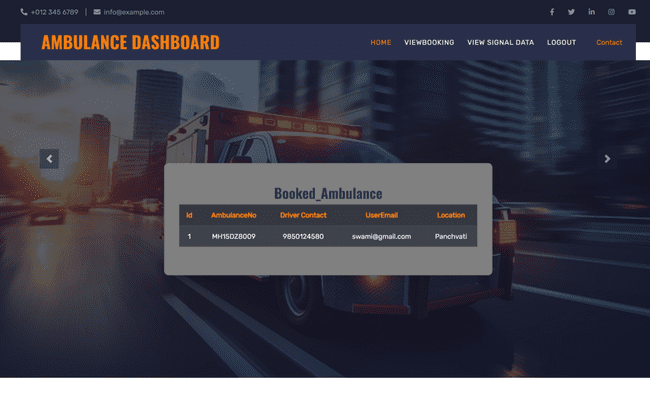 +012 345 6789 | info@example.com
AMBULANCE DASHBOARD
HOME VIEWBOOKING VIEW SIGNAL DATA LOGOUT Contact
Booked_Ambulance
Id AmbulanceNo Driver Contact UserEmail Location
1 MH15DZ8009 9850124580 swami@gmail.com Panchvati